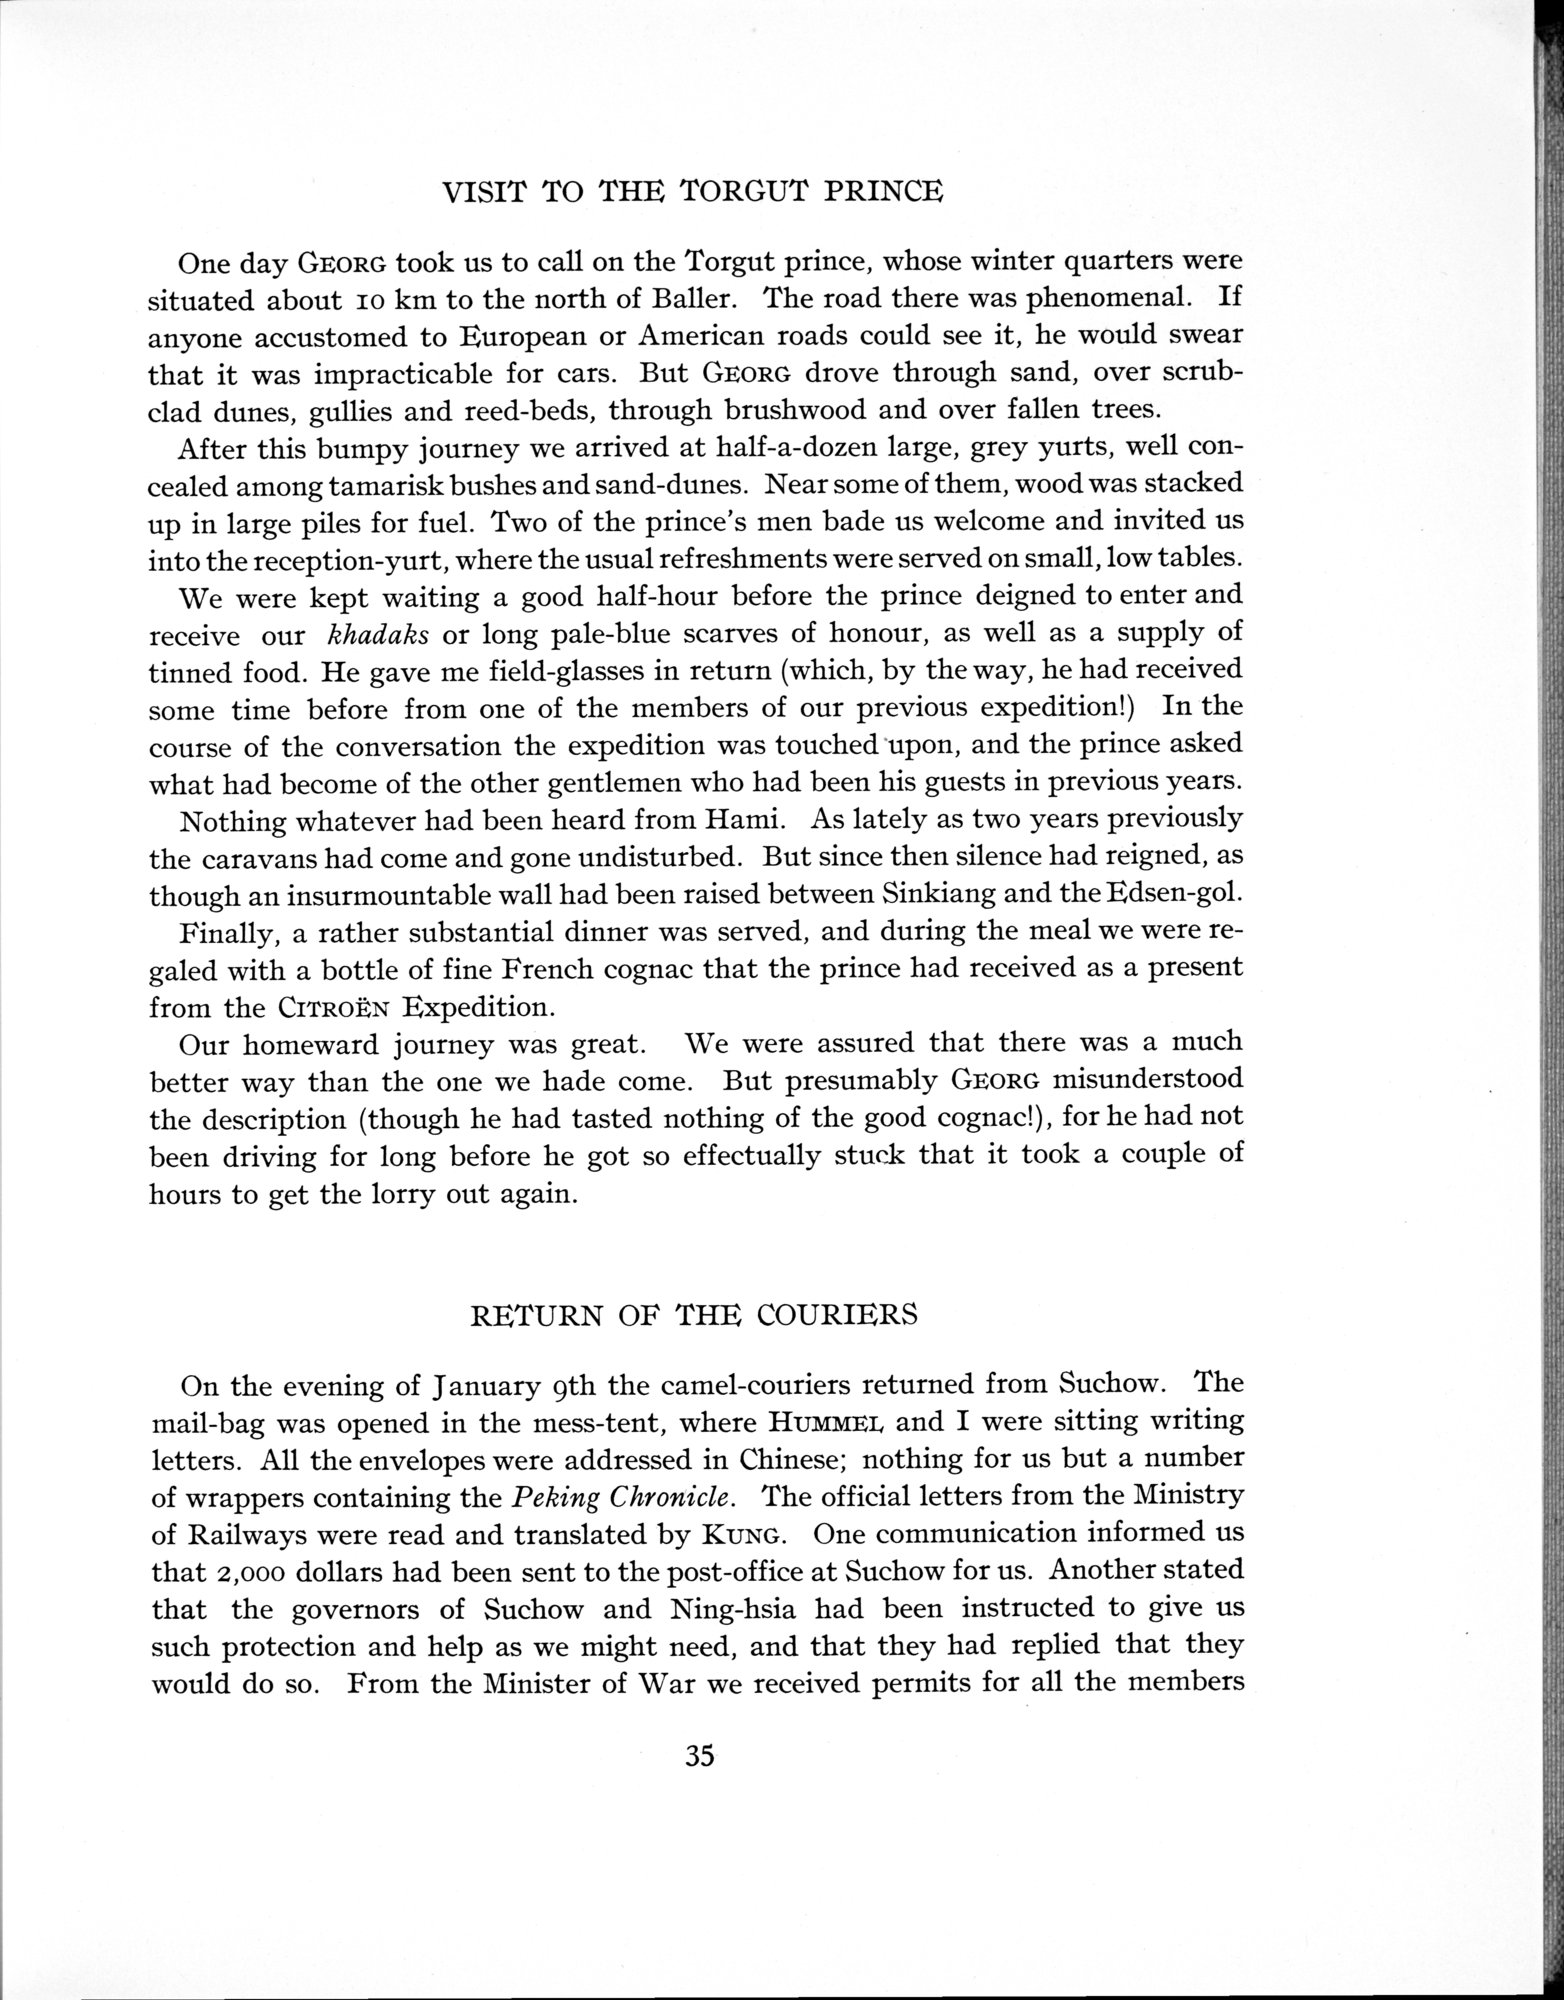 VISIT TO THE TORGUT PRINCE
One day GEORG took us to call on the Torgut prince, whose winter quarters were
situated about 10 km to the north of Baller. The road there was phenomenal. If
anyone accustomed to European or American roads could see it, he would swear
that it was impracticable for cars. But GEORG drove through sand, over scrub-
clad dunes, gullies and reed-beds, through brushwood and over fallen trees.
After this bumpy journey we arrived at half-a-dozen large, grey yurts, well con-
cealed among tamarisk bushes and sand-dunes. Near some of them, wood was stacked
up in large piles for fuel. Two of the prince's men bade us welcome and invited us
into the reception-yurt, where the usual refreshments were served on small, low tables.
We were kept waiting a good half-hour before the prince deigned to enter and
receive our khadaks or long pale-blue scarves of honour, as well as a supply of
tinned food. He gave me field-glasses in return (which, by the way, he had received
some time before from one of the members of our previous expedition!) In the
course of the conversation the expedition was touched upon, and the prince asked
what had become of the other gentlemen who had been his guests in previous years.
Nothing whatever had been heard from Hami. As lately as two years previously
the caravans had come and gone undisturbed. But since then silence had reigned, as
though an insurmountable wall had been raised between Sinkiang and the Edsen-gol.
Finally, a rather substantial dinner was served, and during the meal we were re-
galed with a bottle of fine French cognac that the prince had received as a present
from the CITROËN Expedition.
Our homeward journey was great. We were assured that there was a much
better way than the one we hade come. But presumably GEORG misunderstood
the description (though he had tasted nothing of the good cognac!), for he had not
been driving for long before he got so effectually stuck that it took a couple of
hours to get the lorry out again.
RETURN OF THE COURIERS
On the evening of January 9th the camel-couriers returned from Suchow. The
mail-bag was opened in the mess-tent, where HUMMEL and I were sitting writing
letters. All the envelopes were addressed in Chinese; nothing for us but a number
of wrappers containing the Peking Chronicle. The official letters from the Ministry
of Railways were read and translated by KUNG. One communication informed us
that 2,000 dollars had been sent to the post-office at Suchow for us. Another stated
that the governors of Suchow and Ning-hsia had been instructed to give us
such protection and help as we might need, and that they had replied that they
would do so. From the Minister of War we received permits for all the members
35